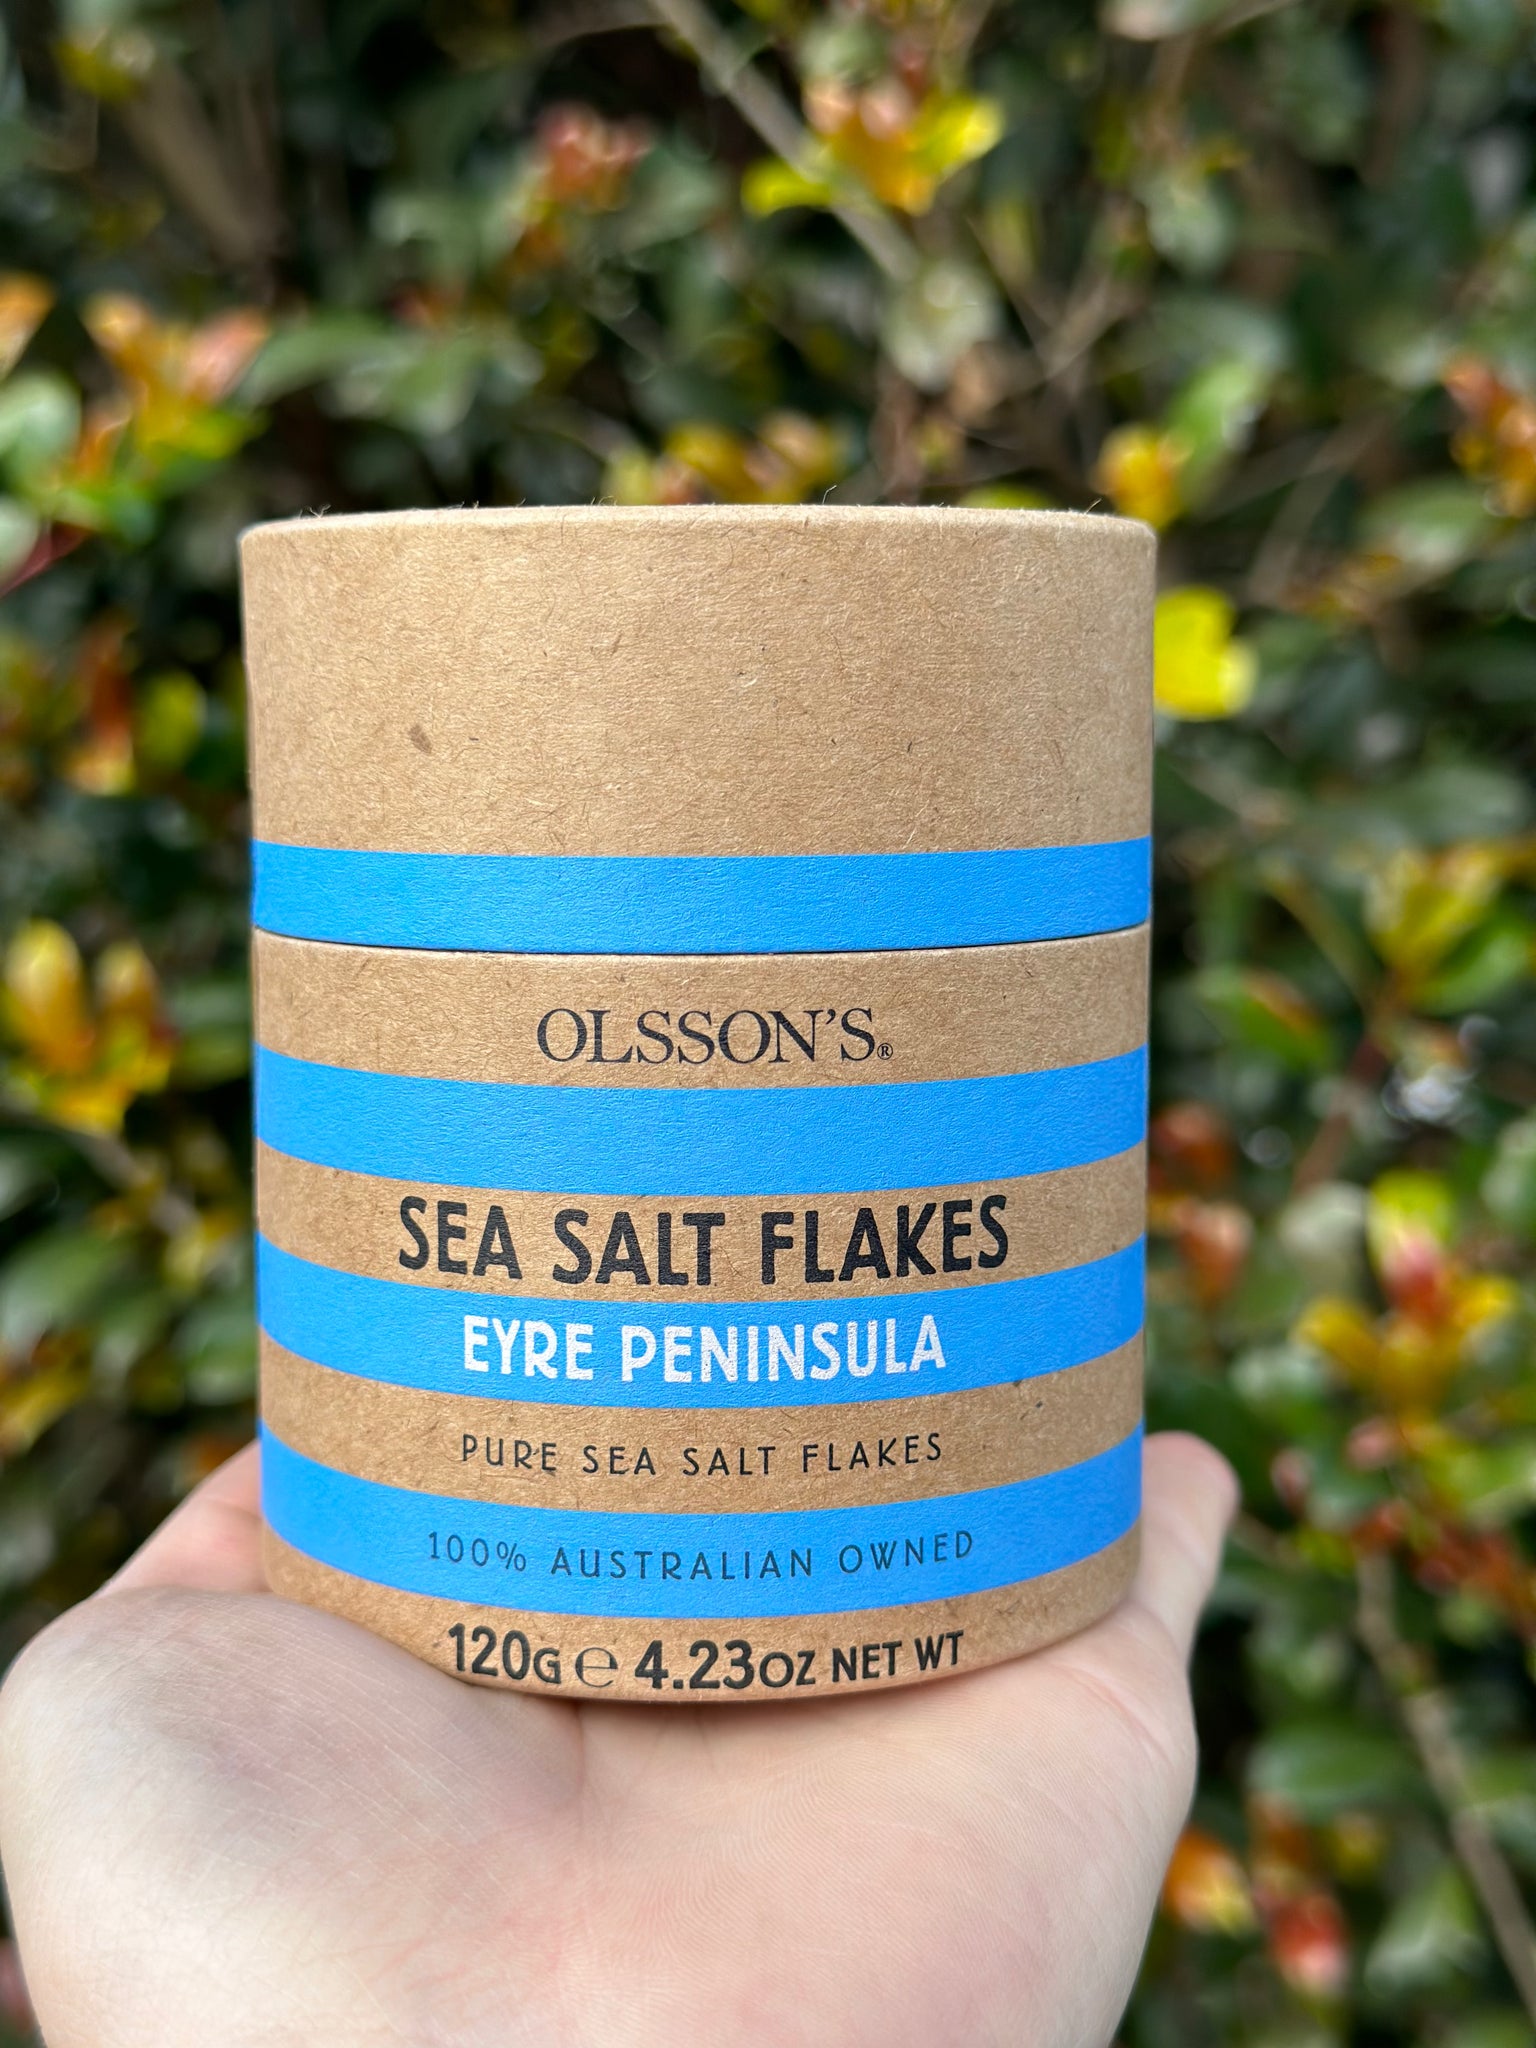 OLSSON'S®
SEA SALT FLAKES
EYRE PENINSULA
PURE SEA SALT FLAKES
100% AUSTRALIAN OWNED
120G ℮ 4.23OZ NET WT